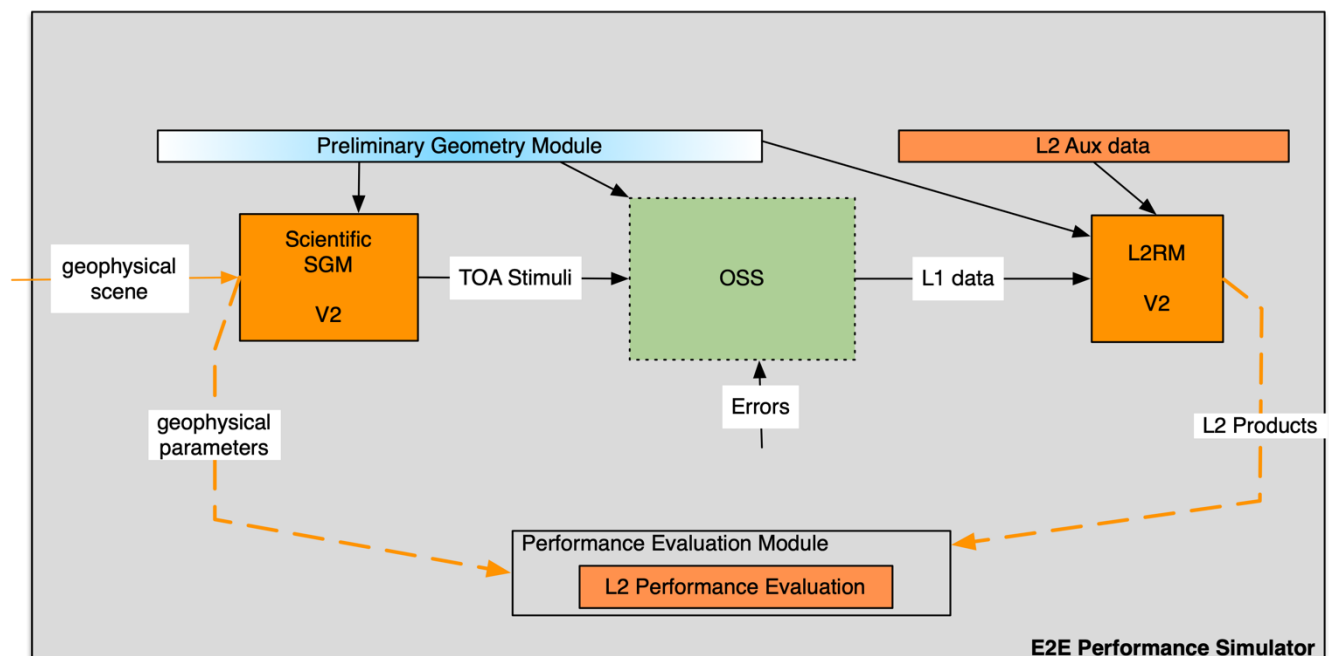 Preliminary Geometry Module
L2 Aux data
geophysical
scene
Scientific
SGM
V2
TOA Stimuli
OSS
L1 data
L2RM
V2
Errors
geophysical
parameters
L2 Products
Performance Evaluation Module
L2 Performance Evaluation
E2E Performance Simulator